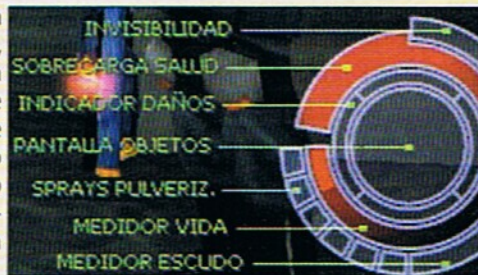 INVISIBILIDAD
SOBRECARGA SALUD
INDICADOR DAÑOS
PANTALLA OBJETOS
SPRAYS PULVERIZ.
MEDIDOR VIDA
MEDIDOR ESCUDO